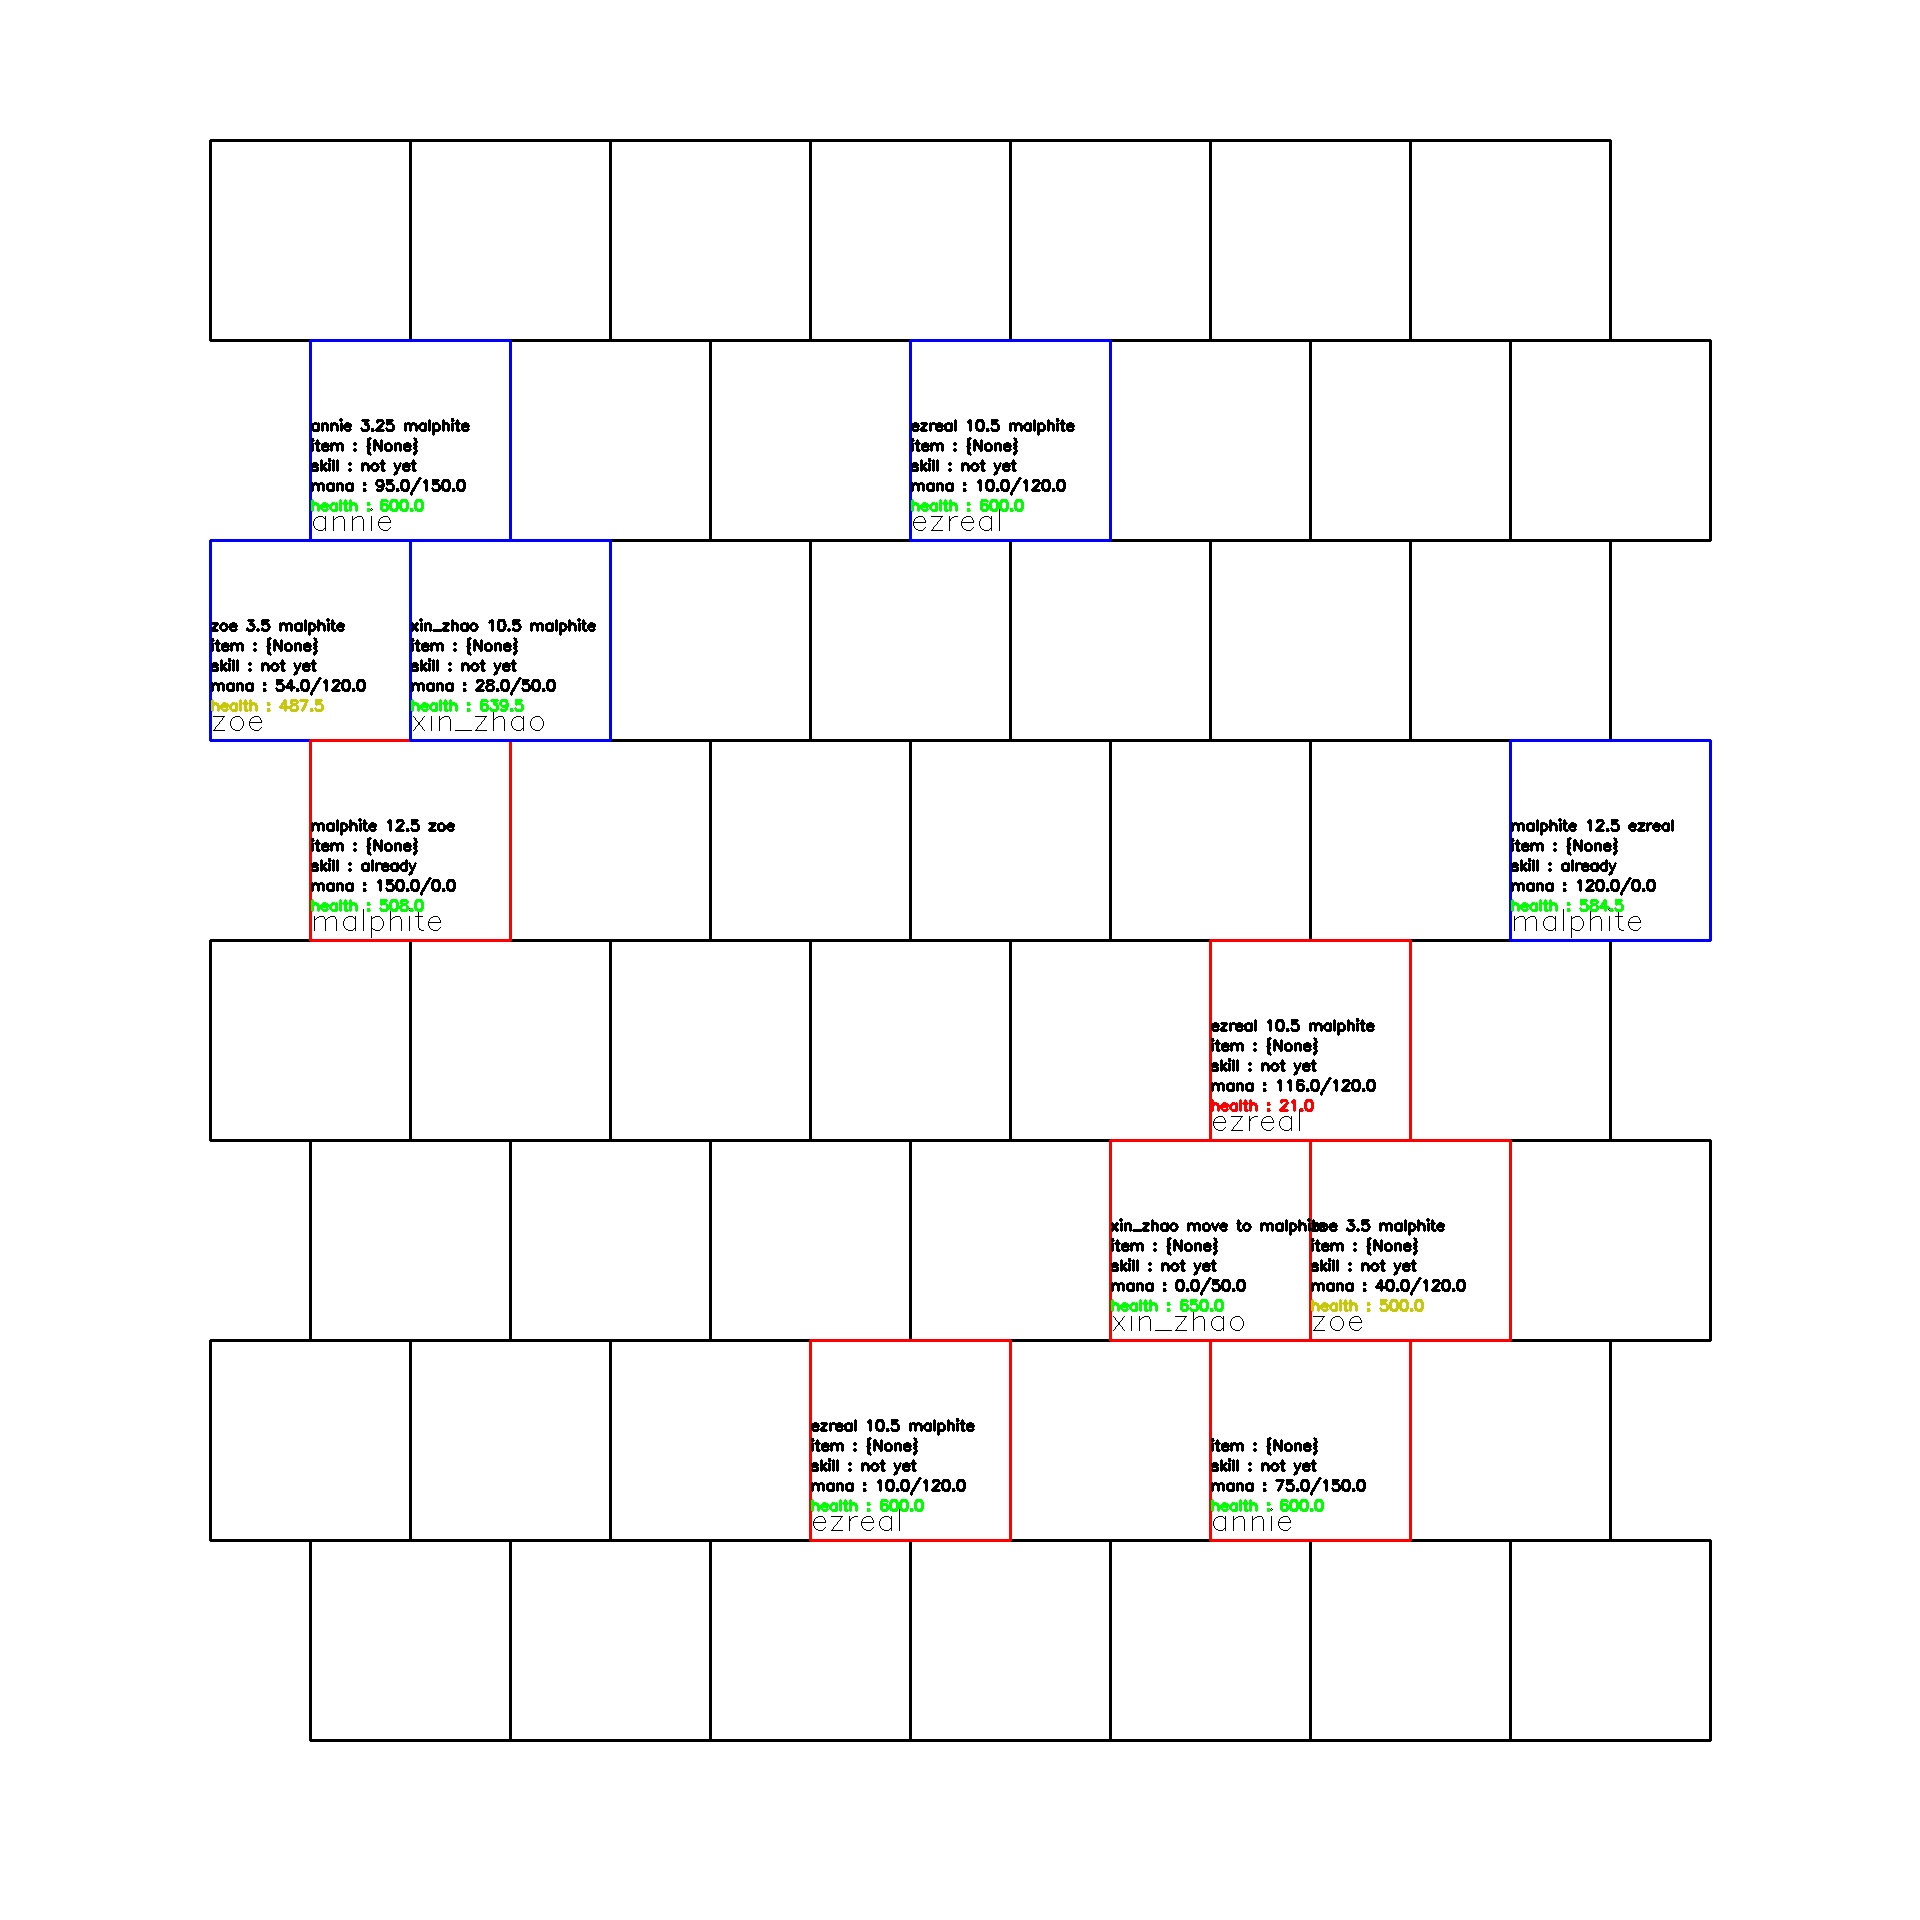 annie 3.25 malphite
item : {None}
skill : not yet
mana : 95.0/150.0
health : 600.0
annie
ezreal 10.5 malphite
item : {None}
skill : not yet
mana : 10.0/120.0
health : 600.0
ezreal
zoe 3.5 malphite
item : {None}
skill : not yet
mana : 54.0/120.0
health : 487.5
zoe
xin_zhao 10.5 malphite
item : {None}
skill : not yet
mana : 28.0/50.0
health : 639.5
xin_zhao
malphite 12.5 zoe
item : {None}
skill : already
mana : 150.0/0.0
health : 508.0
malphite
malphite 12.5 ezreal
item : {None}
skill : already
mana : 120.0/0.0
health : 584.5
malphite
ezreal 10.5 malphite
item : {None}
skill : not yet
mana : 116.0/120.0
health : 21.0
ezreal
xin_zhao move to malphite
item : {None}
skill : not yet
mana : 0.0/50.0
health : 650.0
xin_zhao
zoe 3.5 malphite
item : {None}
skill : not yet
mana : 40.0/120.0
health : 500.0
zoe
ezreal 10.5 malphite
item : {None}
skill : not yet
mana : 10.0/120.0
health : 600.0
ezreal
item : {None}
skill : not yet
mana : 75.0/150.0
health : 600.0
annie